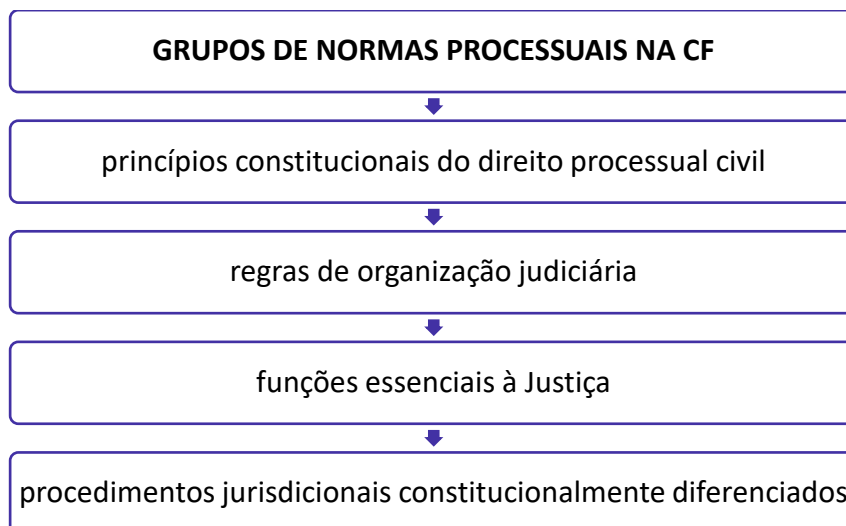 GRUPOS DE NORMAS PROCESSUAIS NA CF
princípios constitucionais do direito processual civil
regras de organização judiciária
funções essenciais à Justiça
procedimentos jurisdicionais constitucionalmente diferenciados